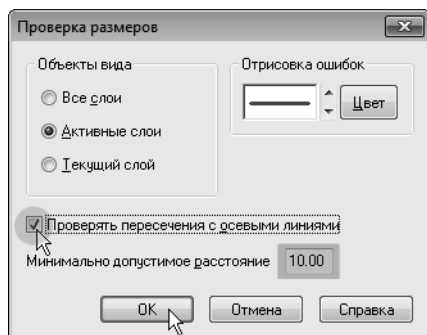 Проверка размеров
Объекты вида
Все слои
Активные слои
Текущий слой
Отрисовка ошибок
Цвет
Проверять пересечения с осевыми линиями
Минимально допустимое расстояние 10.00
OK Отмена Справка